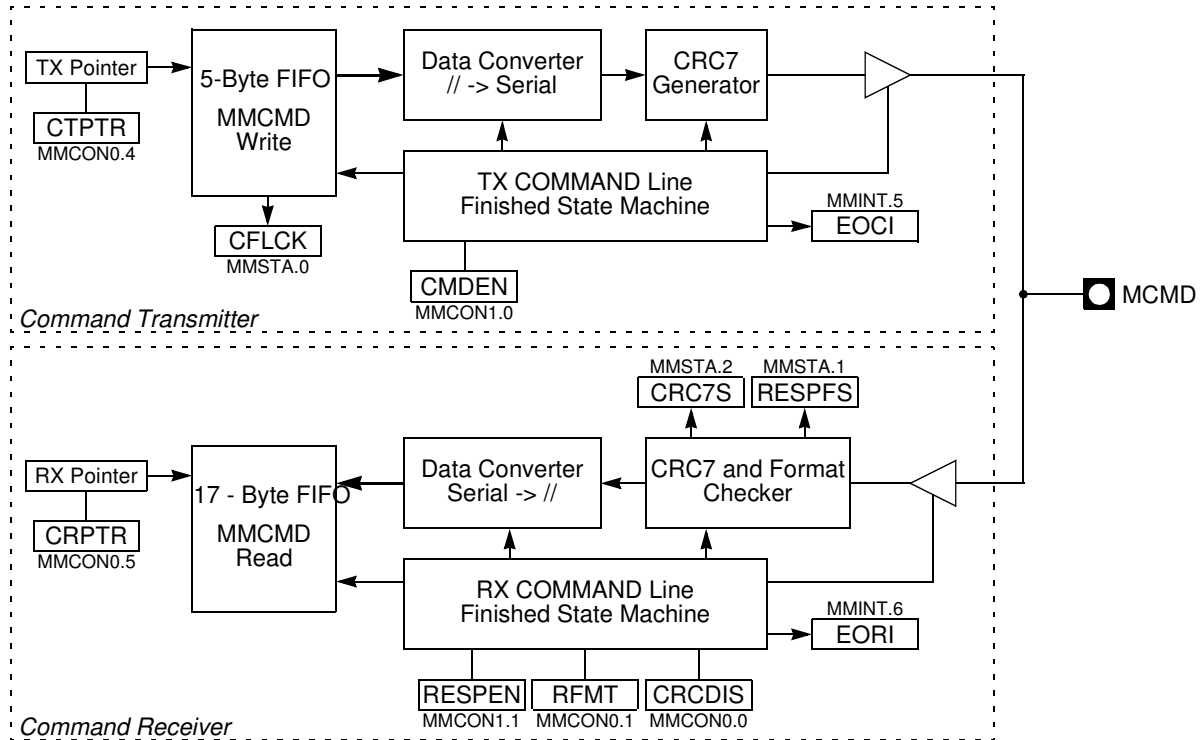 TX Pointer
CTPTR
MMCON0.4
5-Byte FIFO
MMCMD
Write
CFLCK
MMSTA.0
Data Converter
// -> Serial
CRC7
Generator
TX COMMAND Line
Finished State Machine
CMDEN
MMCON1.0
MMINT.5
EOCI
Command Transmitter
MCMD
MMSTA.2
CRC7S
MMSTA.1
RESPFS
RX Pointer
CRPTR
MMCON0.5
17 - Byte FIFO
MMCMD
Read
Data Converter
Serial -> //
CRC7 and Format
Checker
RX COMMAND Line
Finished State Machine
MMINT.6
EORI
RESPEN
MMCON1.1
RFMT
MMCON0.1
CRCDIS
MMCON0.0
Command Receiver